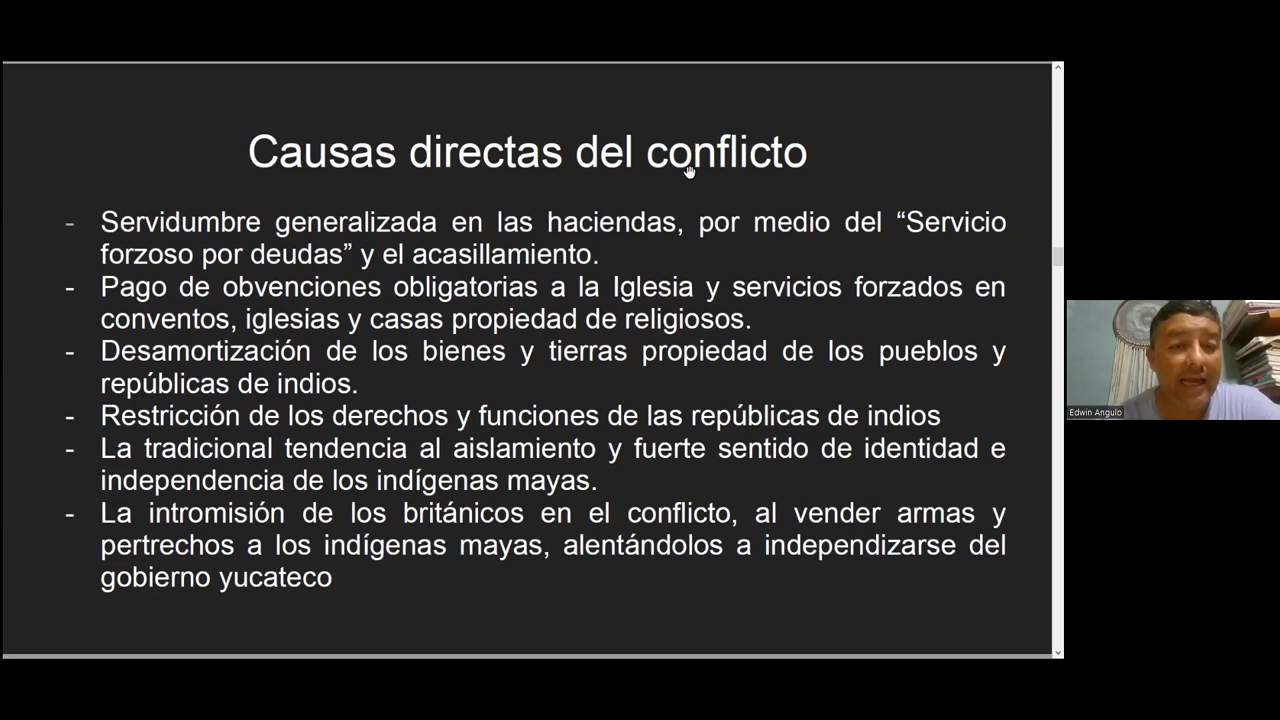 Causas directas del conflicto
- Servidumbre generalizada en las haciendas, por medio del “Servicio
forzoso por deudas” y el acasillamiento.
- Pago de obvenciones obligatorias a la Iglesia y servicios forzados en
conventos, iglesias y casas propiedad de religiosos.
- Desamortización de los bienes y tierras propiedad de los pueblos y
repúblicas de indios.
- Restricción de los derechos y funciones de las repúblicas de indios
- La tradicional tendencia al aislamiento y fuerte sentido de identidad e
independencia de los indígenas mayas.
- La intromisión de los británicos en el conflicto, al vender armas y
pertrechos a los indígenas mayas, alentándolos a independizarse del
gobierno yucateco
Edwin Angulo